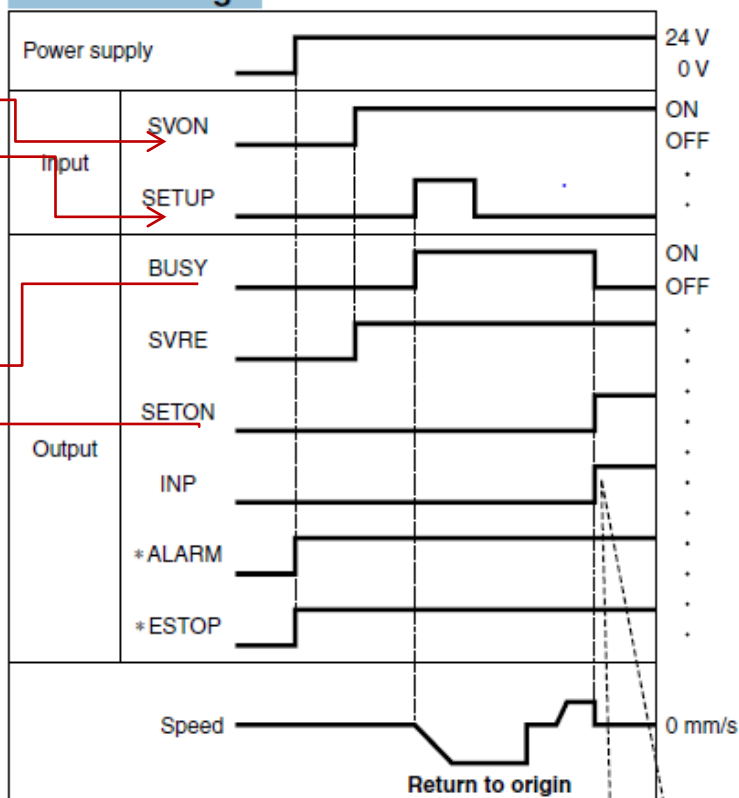 Power supply
24 V
0 V
Input
SVON
ON
OFF
SETUP
Output
BUSY
ON
OFF
SVRE
SETON
INP
*ALARM
*ESTOP
Speed
0 mm/s
Return to origin